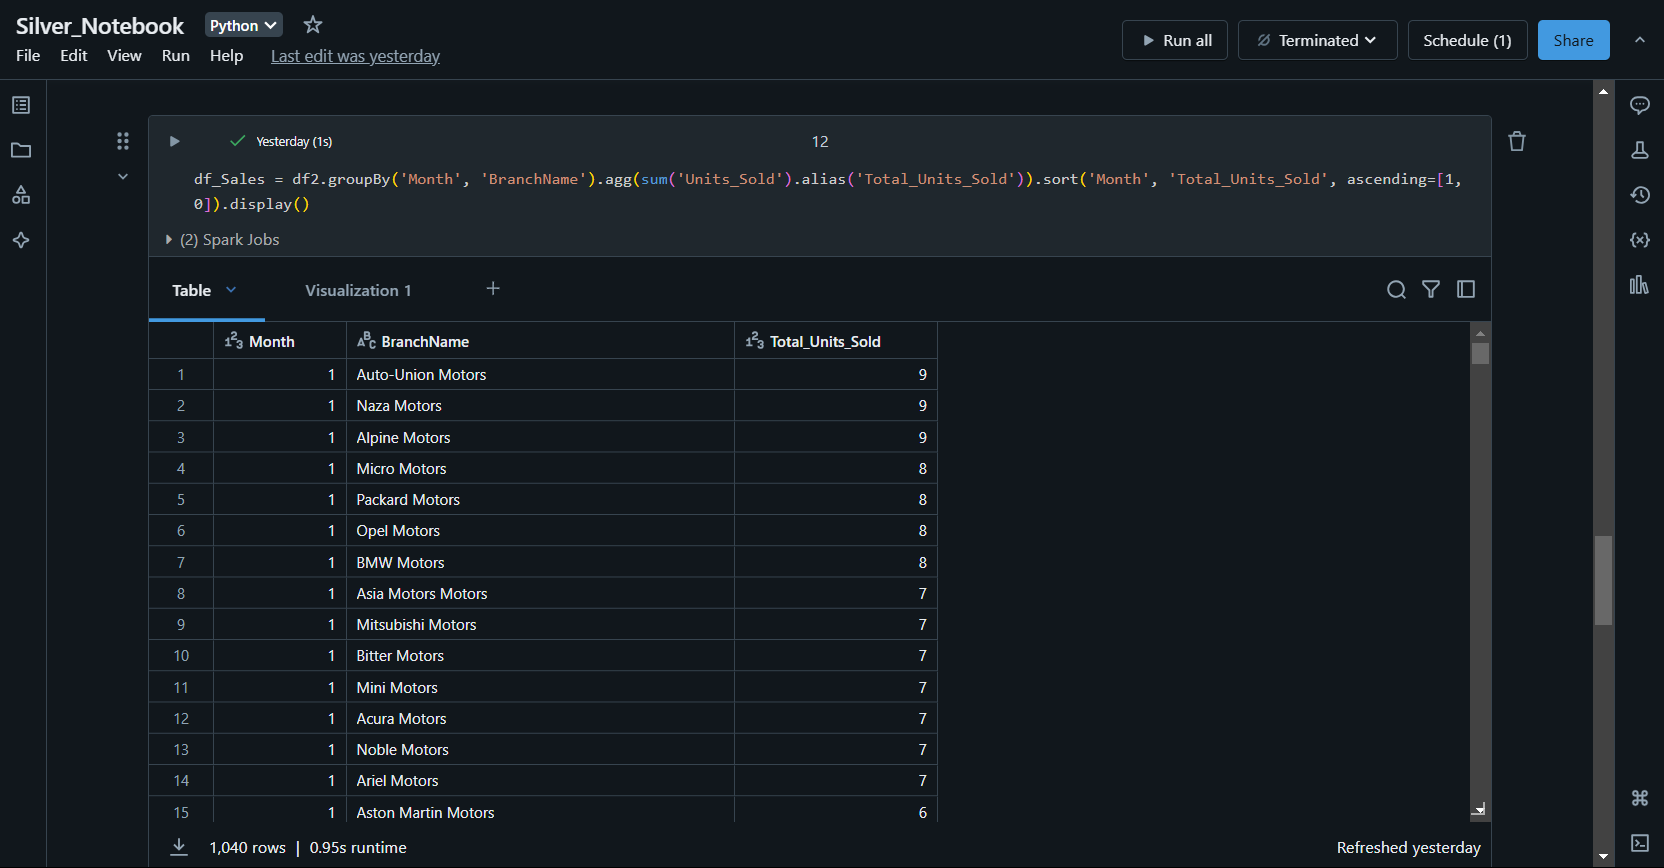 Silver_Notebook Python
File Edit View Run Help Last edit was yesterday
Run all Terminated Schedule (1) Share
Yesterday (1s) 12
df_Sales = df2.groupBy('Month', 'BranchName').agg(sum('Units_Sold').alias('Total_Units_Sold')).sort('Month', 'Total_Units_Sold', ascending=[1,
0]).display()
(2) Spark Jobs
Table Visualization 1 +
123 Month ABC BranchName 123 Total_Units_Sold
1 1 Auto-Union Motors 9
2 1 Naza Motors 9
3 1 Alpine Motors 9
4 1 Micro Motors 8
5 1 Packard Motors 8
6 1 Opel Motors 8
7 1 BMW Motors 8
8 1 Asia Motors Motors 7
9 1 Mitsubishi Motors 7
10 1 Bitter Motors 7
11 1 Mini Motors 7
12 1 Acura Motors 7
13 1 Noble Motors 7
14 1 Ariel Motors 7
15 1 Aston Martin Motors 6
1,040 rows | 0.95s runtime Refreshed yesterday